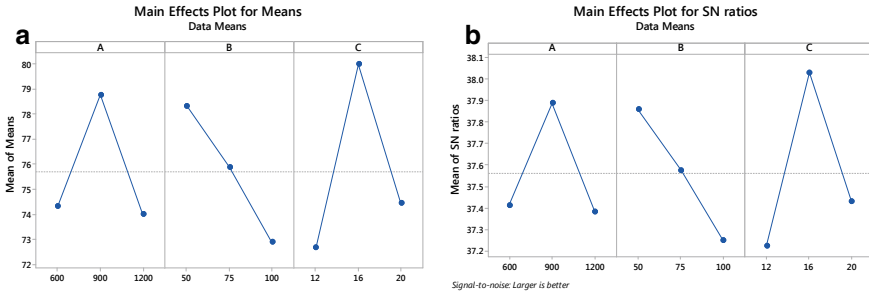 a
Main Effects Plot for Means
Data Means
A B C
Mean of Means
80
79
78
77
76
75
74
73
72
600 900 1200 50 75 100 12 16 20
b
Main Effects Plot for SN ratios
Data Means
A B C
Mean of SN ratios
38.1
38.0
37.9
37.8
37.7
37.6
37.5
37.4
37.3
37.2
600 900 1200 50 75 100 12 16 20
Signal-to-noise: Larger is better